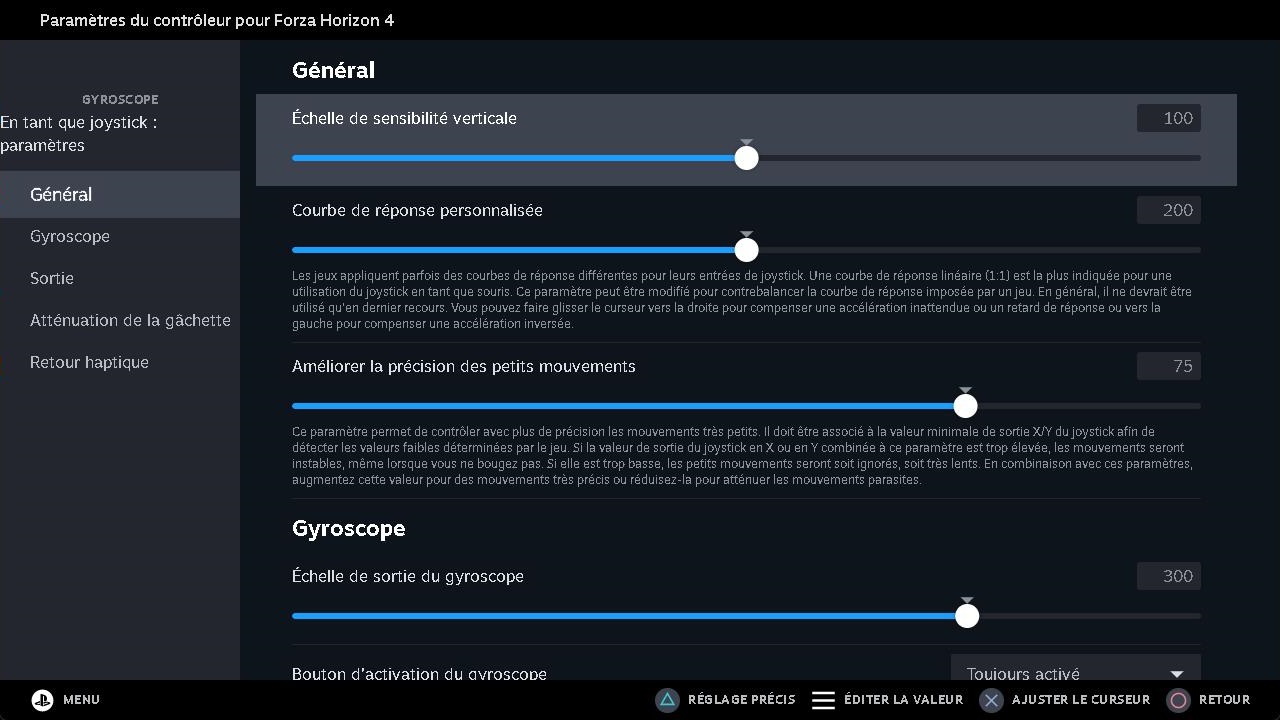 Paramètres du contrôleur pour Forza Horizon 4
GYROSCOPE
En tant que joystick :
paramètres
Général
Gyroscope
Sortie
Atténuation de la gâchette
Retour haptique
Général
Échelle de sensibilité verticale
100
Courbe de réponse personnalisée
200
Les jeux appliquent parfois des courbes de réponse différentes pour leurs entrées de joystick. Une courbe de réponse linéaire (1:1) est la plus indiquée pour une
utilisation du joystick en tant que souris. Ce paramètre peut être modifié pour contrebalancer la courbe de réponse imposée par un jeu. En général, il ne devrait être
utilisé qu'en dernier recours. Vous pouvez faire glisser le curseur vers la droite pour compenser une accélération inattendue ou un retard de réponse ou vers la
gauche pour compenser une accélération inversée.
Améliorer la précision des petits mouvements
75
Ce paramètre permet de contrôler avec plus de précision les mouvements très petits. Il doit être associé à la valeur minimale de sortie X/Y du joystick afin de
détecter les valeurs faibles déterminées par le jeu. Si la valeur de sortie du joystick en X ou en Y combinée à ce paramètre est trop élevée, les mouvements seront
instables, même lorsque vous ne bougez pas. Si elle est trop basse, les petits mouvements seront soit ignorés, soit très lents. En combinaison avec ces paramètres,
augmentez cette valeur pour des mouvements très précis ou réduisez-la pour atténuer les mouvements parasites.
Gyroscope
Échelle de sortie du gyroscope
300
Bouton d'activation du gyroscope
Toujours activé
MENU
RÉGLAGE PRÉCIS
ÉDITER LA VALEUR
AJUSTER LE CURSEUR
RETOUR